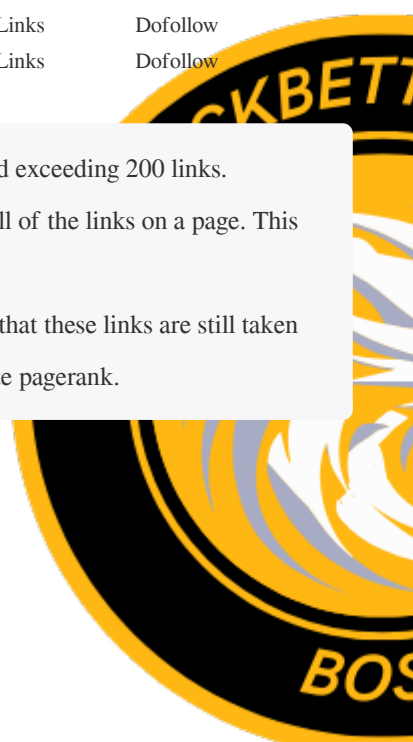 Links Dofollow
Links Dofollow
CKBETT
d exceeding 200 links.
ll of the links on a page. This
that these links are still taken
e pagerank.
BOS